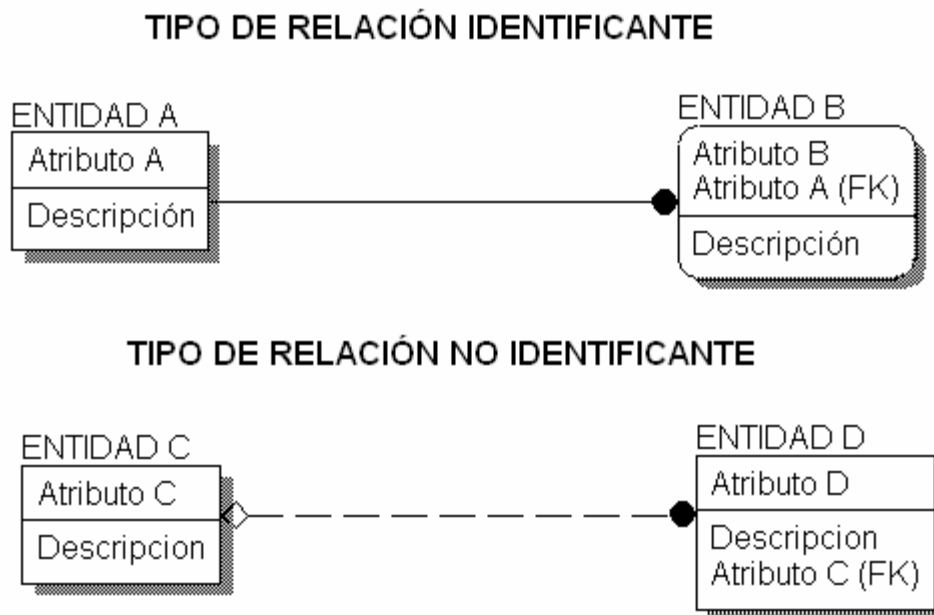 TIPO DE RELACIÓN IDENTIFICANTE
ENTIDAD A
Atributo A
Descripción
ENTIDAD B
Atributo B
Atributo A (FK)
Descripción
TIPO DE RELACIÓN NO IDENTIFICANTE
ENTIDAD C
Atributo C
Descripcion
ENTIDAD D
Atributo D
Descripcion
Atributo C (FK)